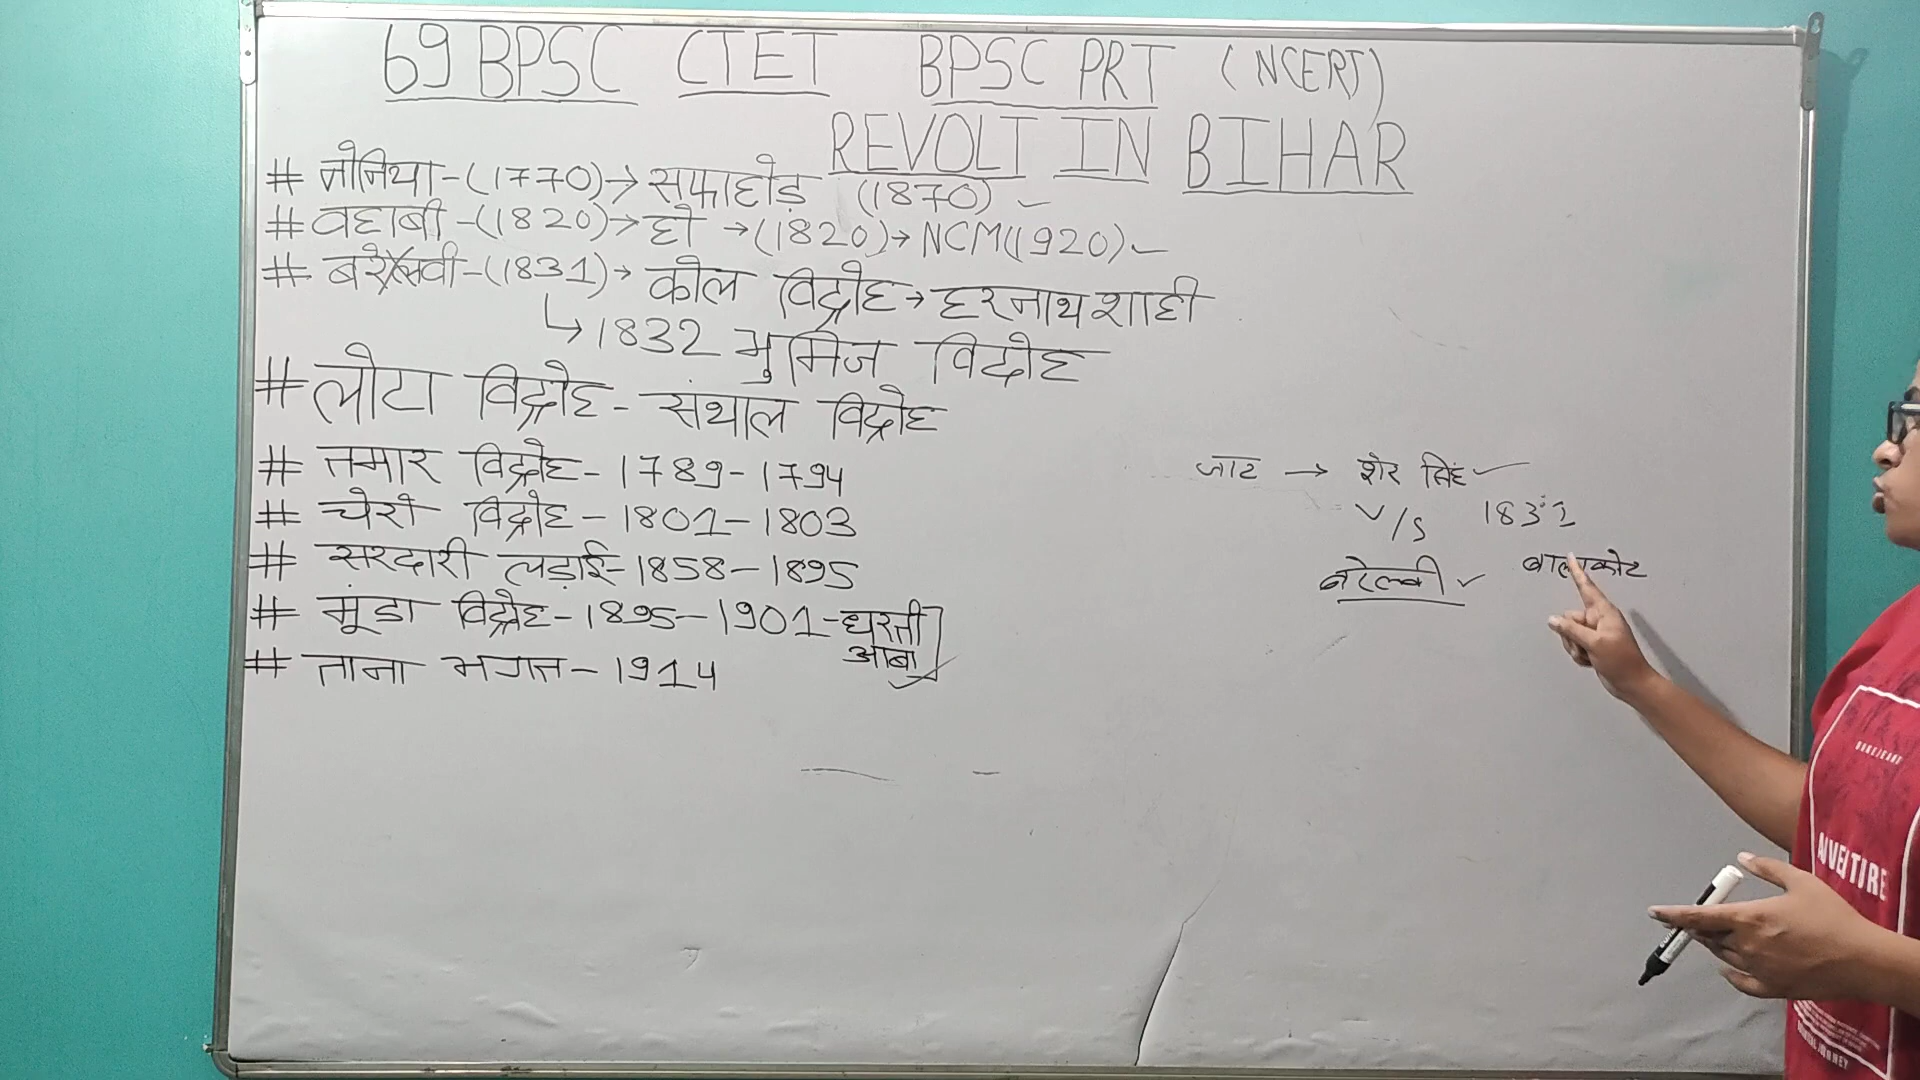 69 BPSC CTET BPSC PRT (NCERT)
REVOLT IN BIHAR
# नोनिया-(1770)→सफाहोड़ (1870)
# वहाबी-(1820)→हो →(1820)→NCM(1920)
# बरेलवी-(1831)→कोल विद्रोह→हरनाथ शाही
↳1832 भुमिज विद्रोह
# लोटा विद्रोह-संथाल विद्रोह
# तमार विद्रोह-1789-1794
# चेरो विद्रोह-1801-1803
# सरदारी लड़ाई-1858-1895
# मूंडा विद्रोह-1895-1901-धरती
आबा
# ताना भगत-1914
जाट → शेर सिंह
V/S 1831
बरेलवी बालाकोट
ADVENTIRE